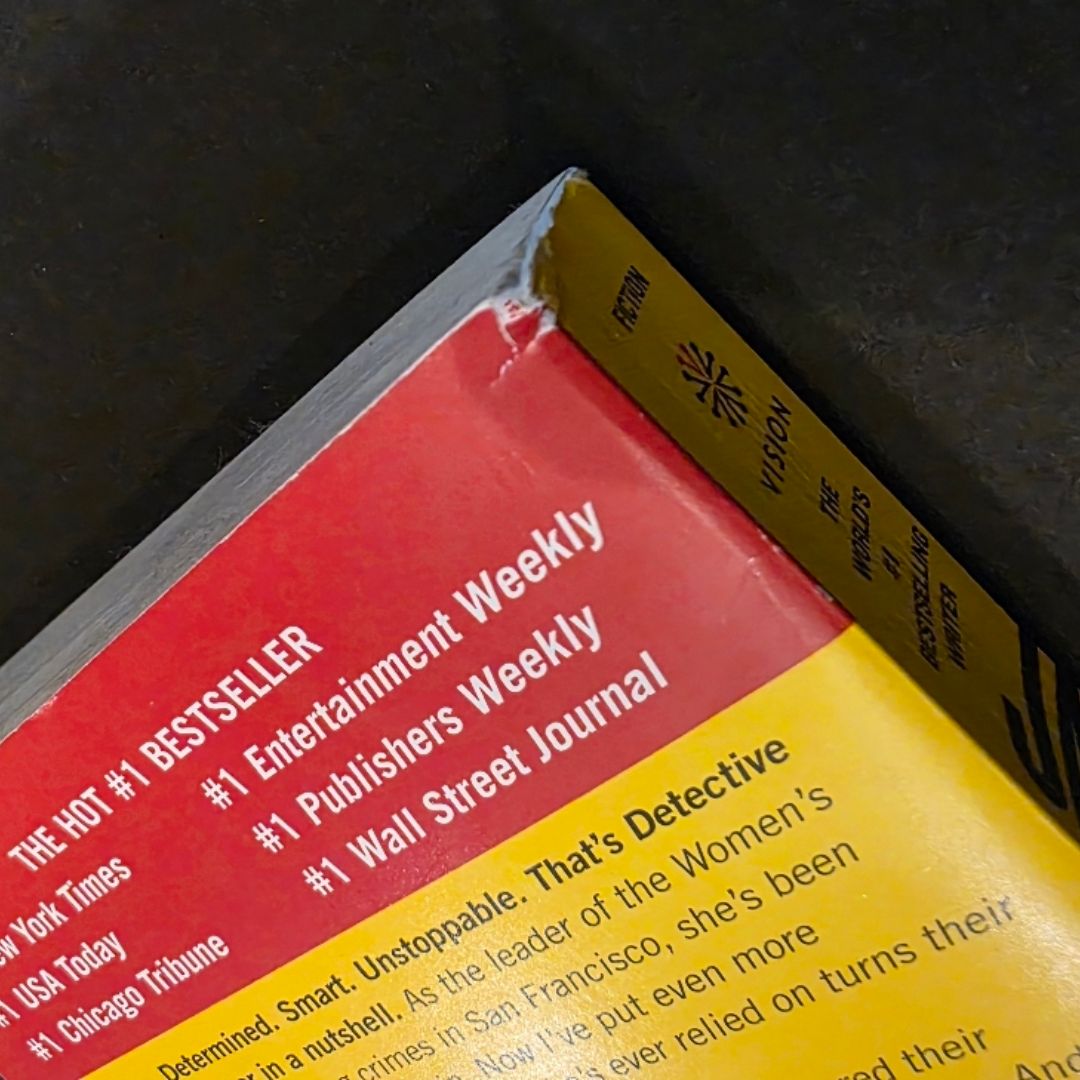 THE HOT #1 BESTSELLER
York Times
USA Today
#1 Chicago Tribune
#1 Entertainment Weekly
#1 Publishers Weekly
#1 Wall Street Journal
Determined. Smart. Unstoppable. That's Detective
in a nutshell. As the leader of the Women's
crimes in San Francisco, she's been
Now I've put even more
ever relied on turns their
their
And
FICTION
VISION
THE
WORLD'S
#1
BESTSELLING
WRITER